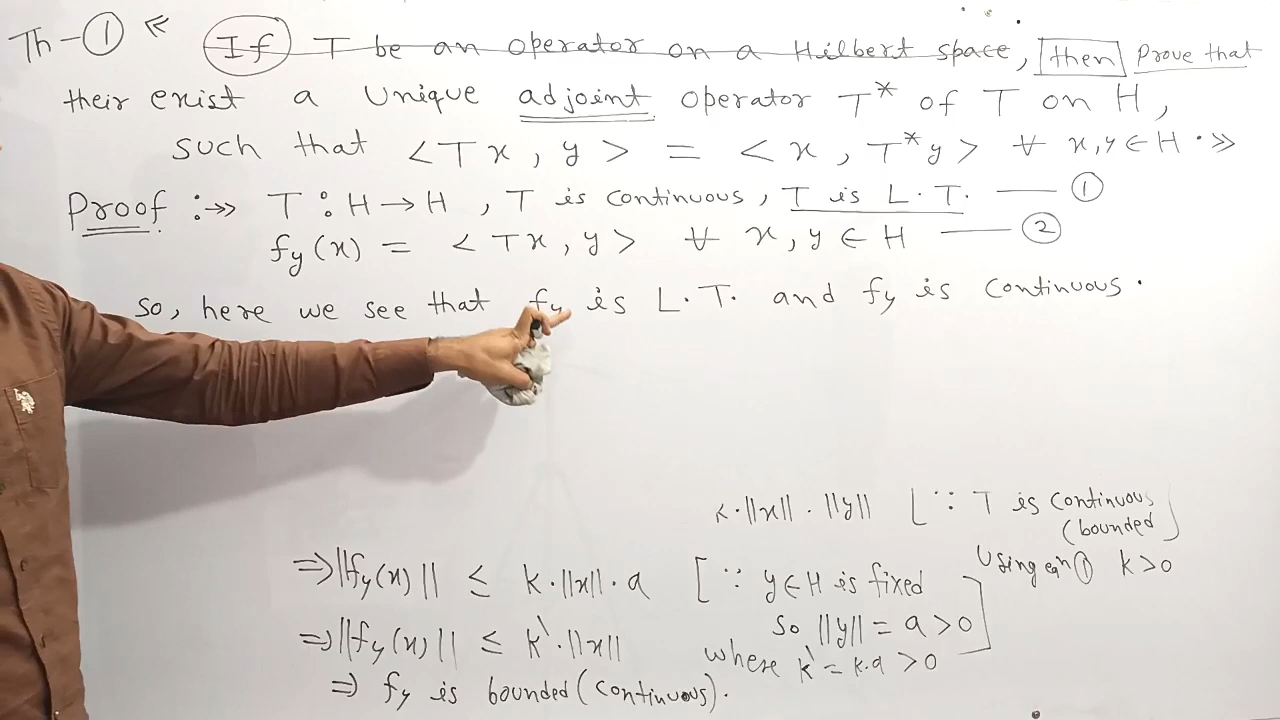 Th-① «
If T be an operator on a Hilbert space, then Prove that
their exist a Unique adjoint operator T* of T on H,
such that <Tx, y> = <x, T*y> ∀ x,y∈H ·»
Proof :→» T : H→H, T is continuous, T is L.T. —— ①
fy(x) = <Tx, y> ∀ x, y ∈ H —— ②
so, here we see that fy is L.T. and fy is continuous.
k·||x||·||y|| [∵ T is continuous
(bounded]
⇒||fy(x)|| ≤ k·||x||·a [∵ y∈H is fixed Using eqn① k>0
so ||y|| = a>0]
⇒||fy(x)|| ≤ k'·||x|| where k' = k.a >0
⇒ fy is bounded(continuous).